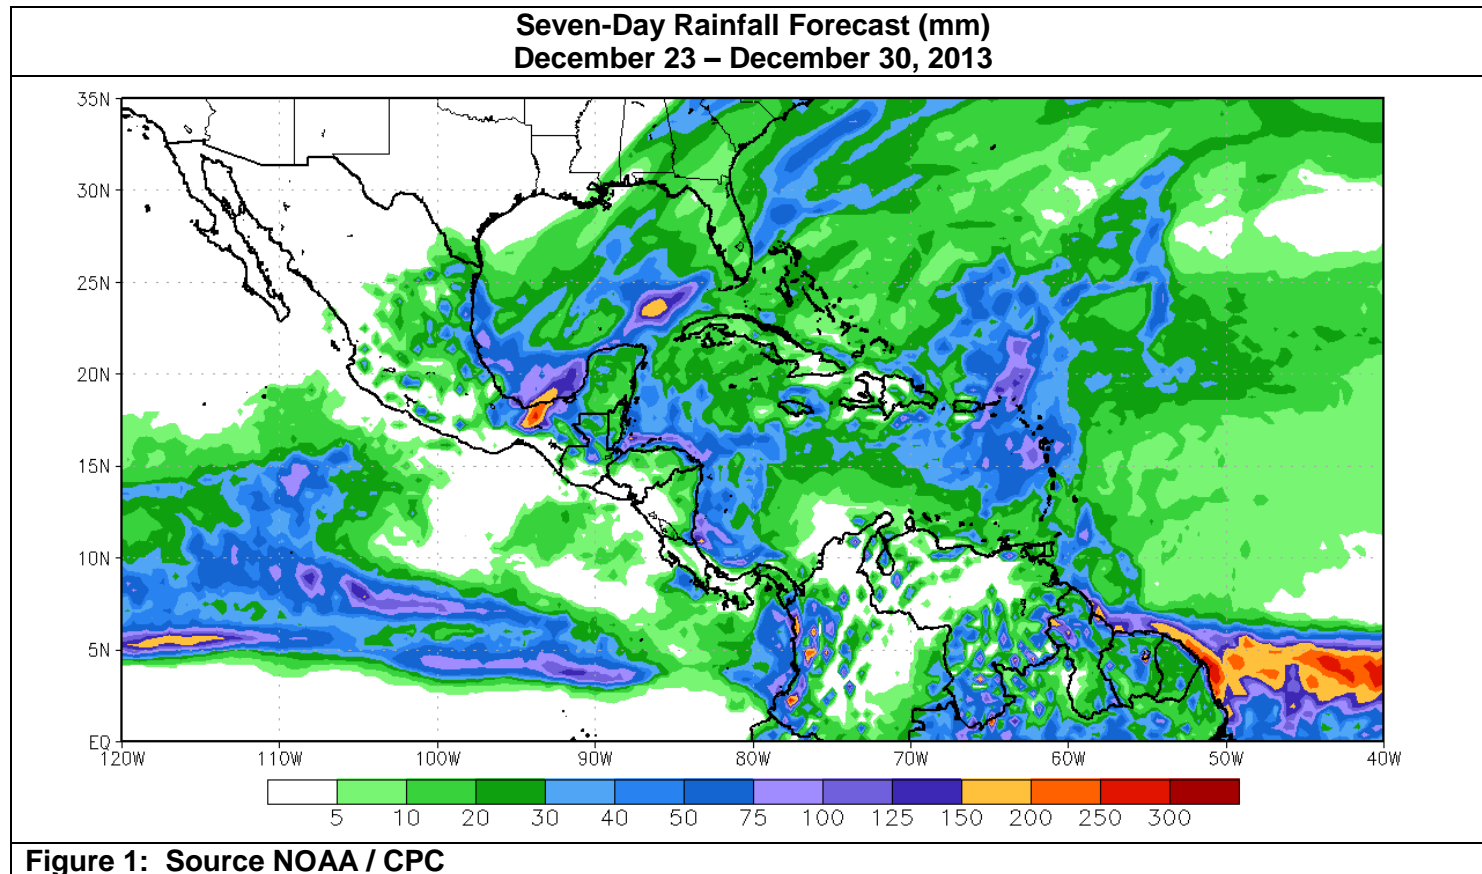 Seven-Day Rainfall Forecast (mm)
December 23 – December 30, 2013
35N
30N
25N
20N
15N
10N
5N
EQ
120W 110W 100W 90W 80W 70W 60W 50W 40W
5 10 20 30 40 50 75 100 125 150 200 250 300
Figure 1: Source NOAA / CPC